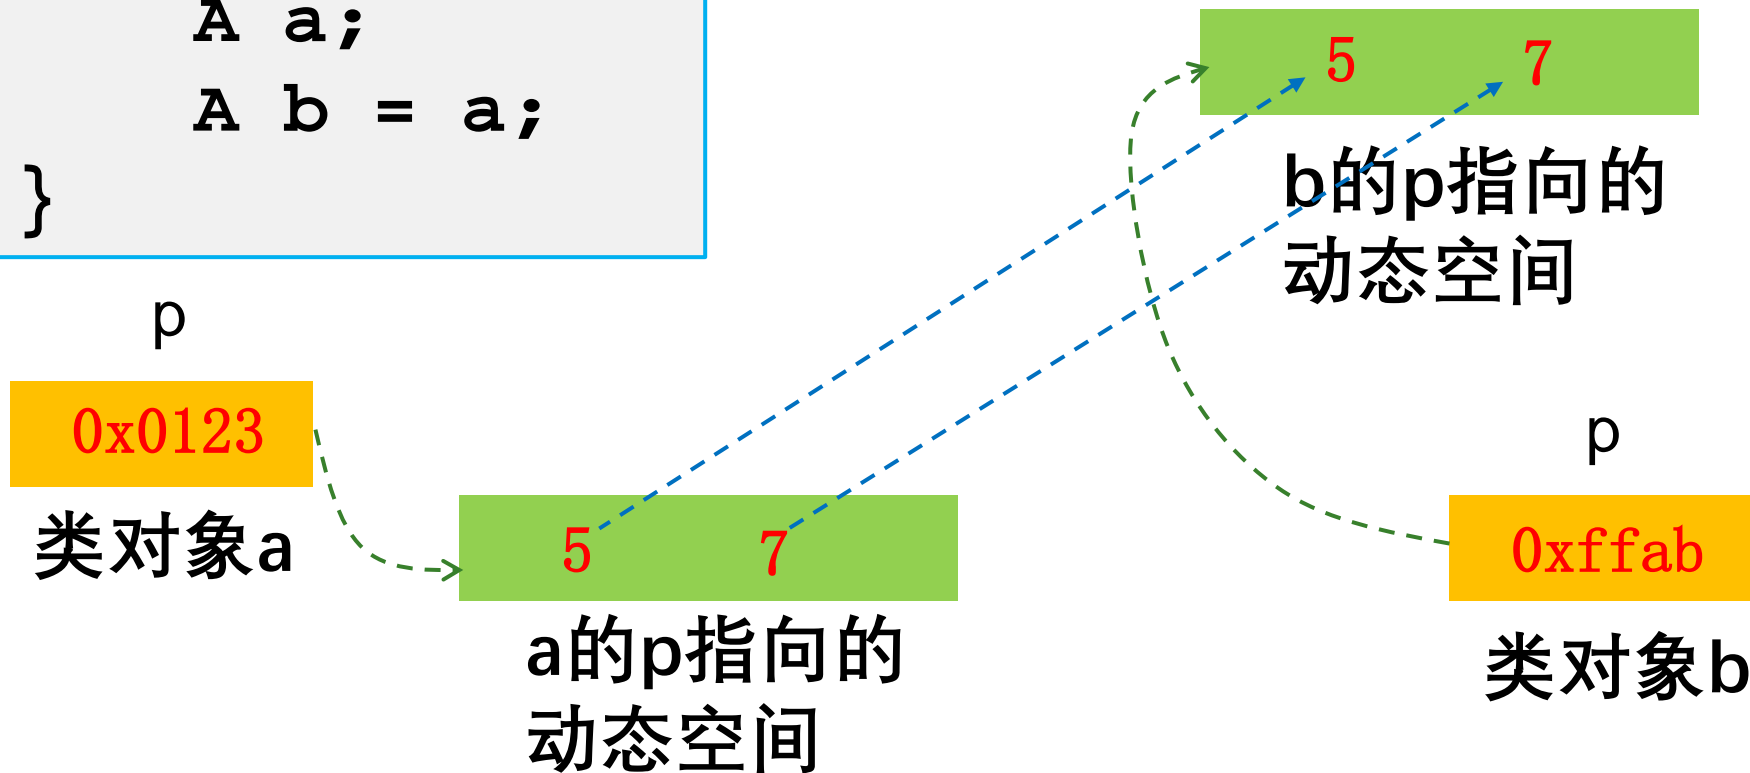 A a;
A b = a;
}
5 7
b的p指向的
动态空间
p
0x0123
类对象a
5 7
a的p指向的
动态空间
p
0xffab
类对象b